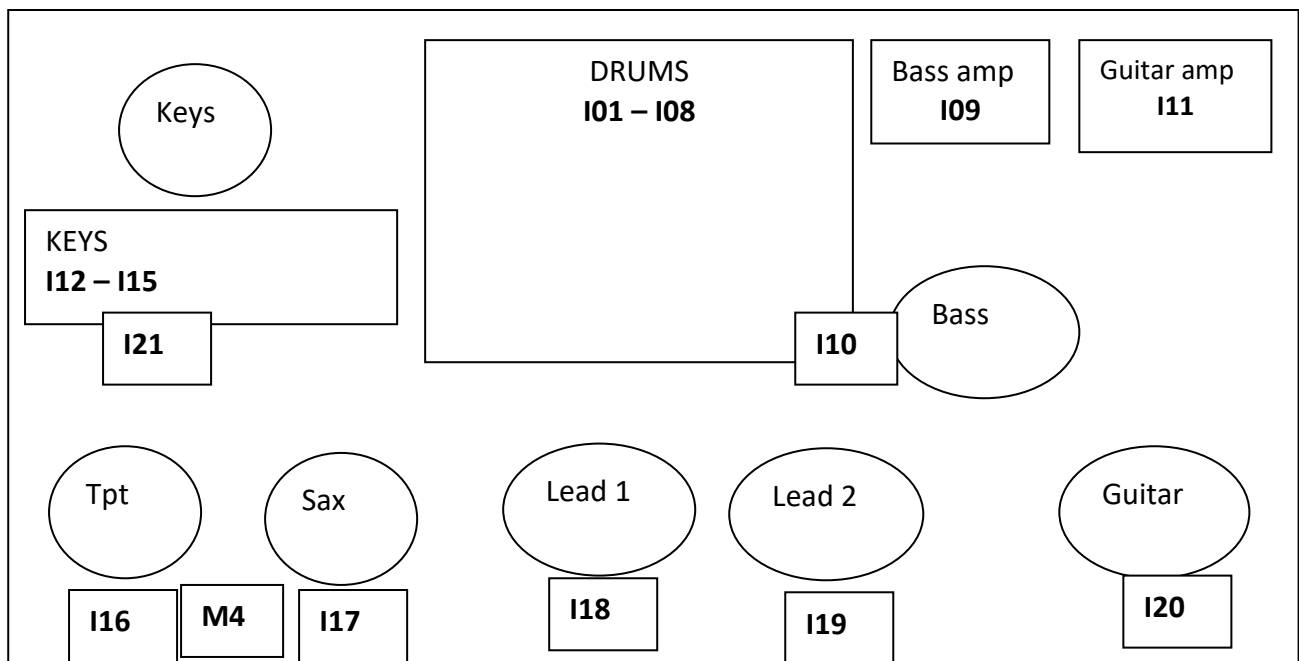 DRUMS
I01 – I08
Bass amp
I09
Guitar amp
I11
Keys
KEYS
I12 – I15
I21
I10
Bass
Tpt
Sax
Lead 1
Lead 2
Guitar
I16
M4
I17
I18
I19
I20